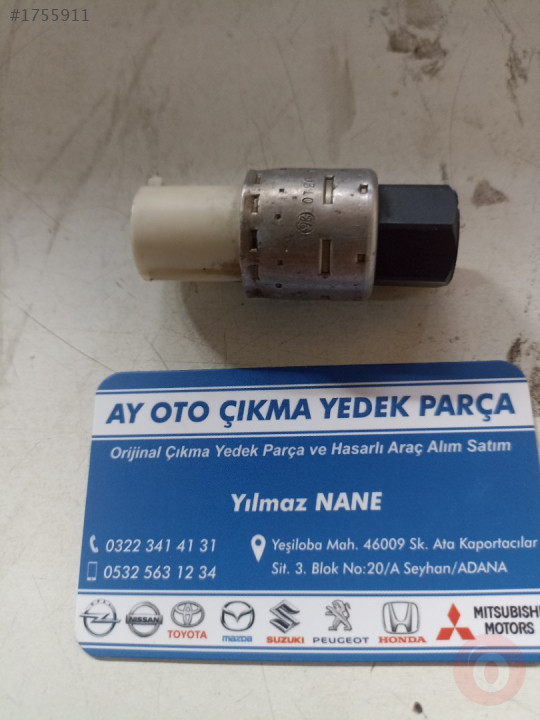 #1755911
AY OTO ÇIKMA YEDEK PARÇA
Orijinal Çıkma Yedek Parça ve Hasarlı Araç Alım Satım
Yılmaz NANE
0322 341 41 31
0532 563 12 34
Yeşiloba Mah. 46009 Sk. Ata Kaportacılar
Sit. 3. Blok No:20/A Seyhan/ADANA
NISSAN
TOYOTA
mazda
SUZUKI
PEUGEOT
HONDA
MITSUBISHI
MOTORS